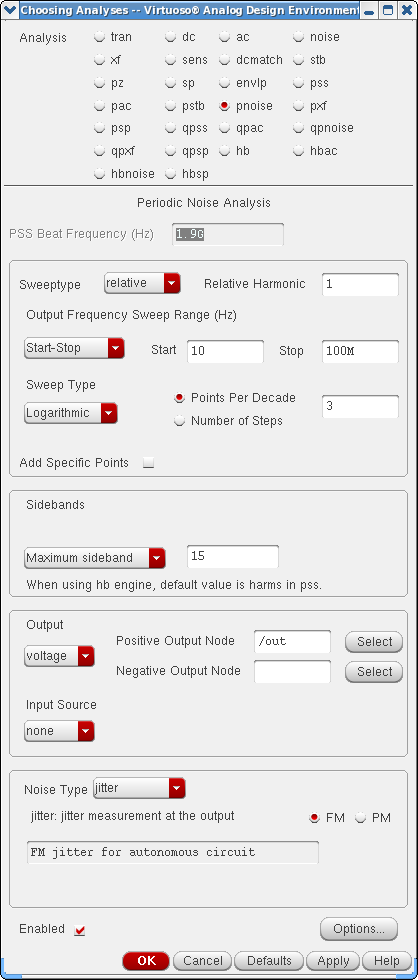 Choosing Analyses -- Virtuoso® Analog Design Environment
Analysis tran dc ac noise
xf sens dcmatch stb
pz sp envlp pss
pac pstb pnoise pxf
psp qpss qpac qpnoise
qpxf qpsp hb hbac
hbnoise hbsp
Periodic Noise Analysis
PSS Beat Frequency (Hz) 1.9G
Sweeptype relative Relative Harmonic 1
Output Frequency Sweep Range (Hz)
Start-Stop Start 10 Stop 100M
Sweep Type
Logarithmic Points Per Decade 3
Number of Steps
Add Specific Points
Sidebands
Maximum sideband 15
When using hb engine, default value is harms in pss.
Output
voltage Positive Output Node /out Select
Negative Output Node Select
Input Source
none
Noise Type jitter
jitter: jitter measurement at the output FM PM
FM jitter for autonomous circuit
Enabled Options...
OK Cancel Defaults Apply Help